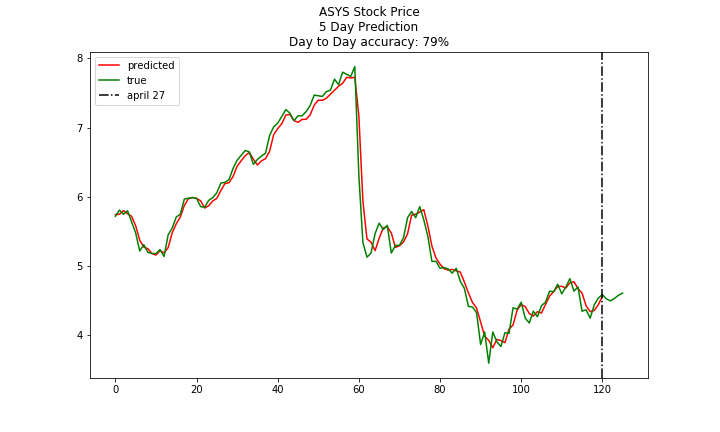 ASYS Stock Price
5 Day Prediction
Day to Day accuracy: 79%
predicted
true
april 27
8
7
6
5
4
0 20 40 60 80 100 120